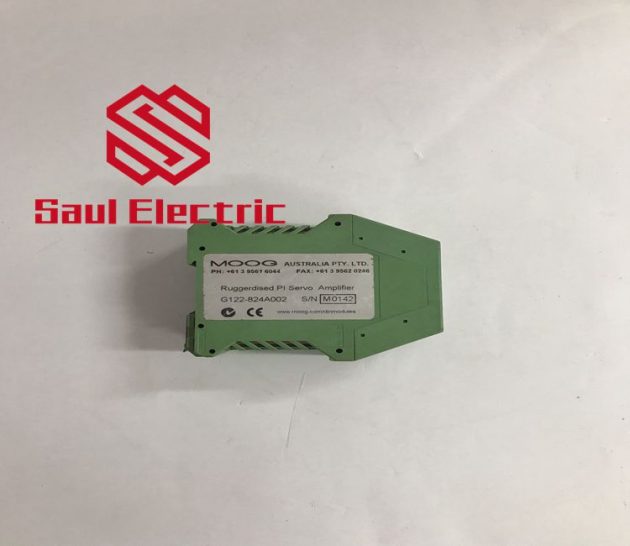 Saul Electric
MOOG AUSTRALIA PTY. LTD.
PH: +61 3 9561 6044 FAX: +61 3 9562 0246
Ruggerdised PI Servo Amplifier
G122-824A002 S/N M0142
CE www.moog.com/dinmodules